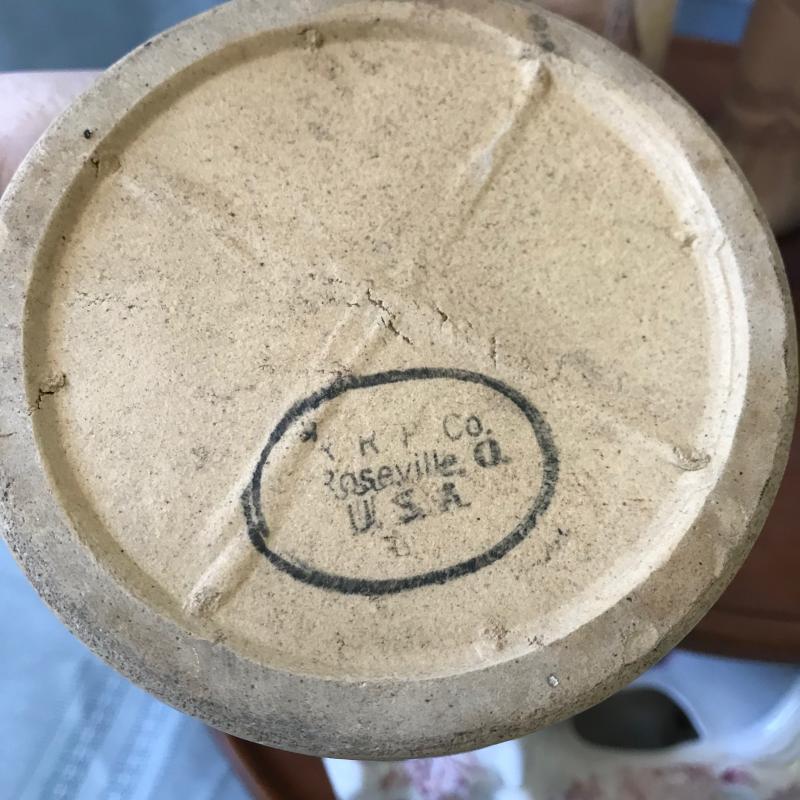 R R P Co.
Roseville. O.
U. S. A